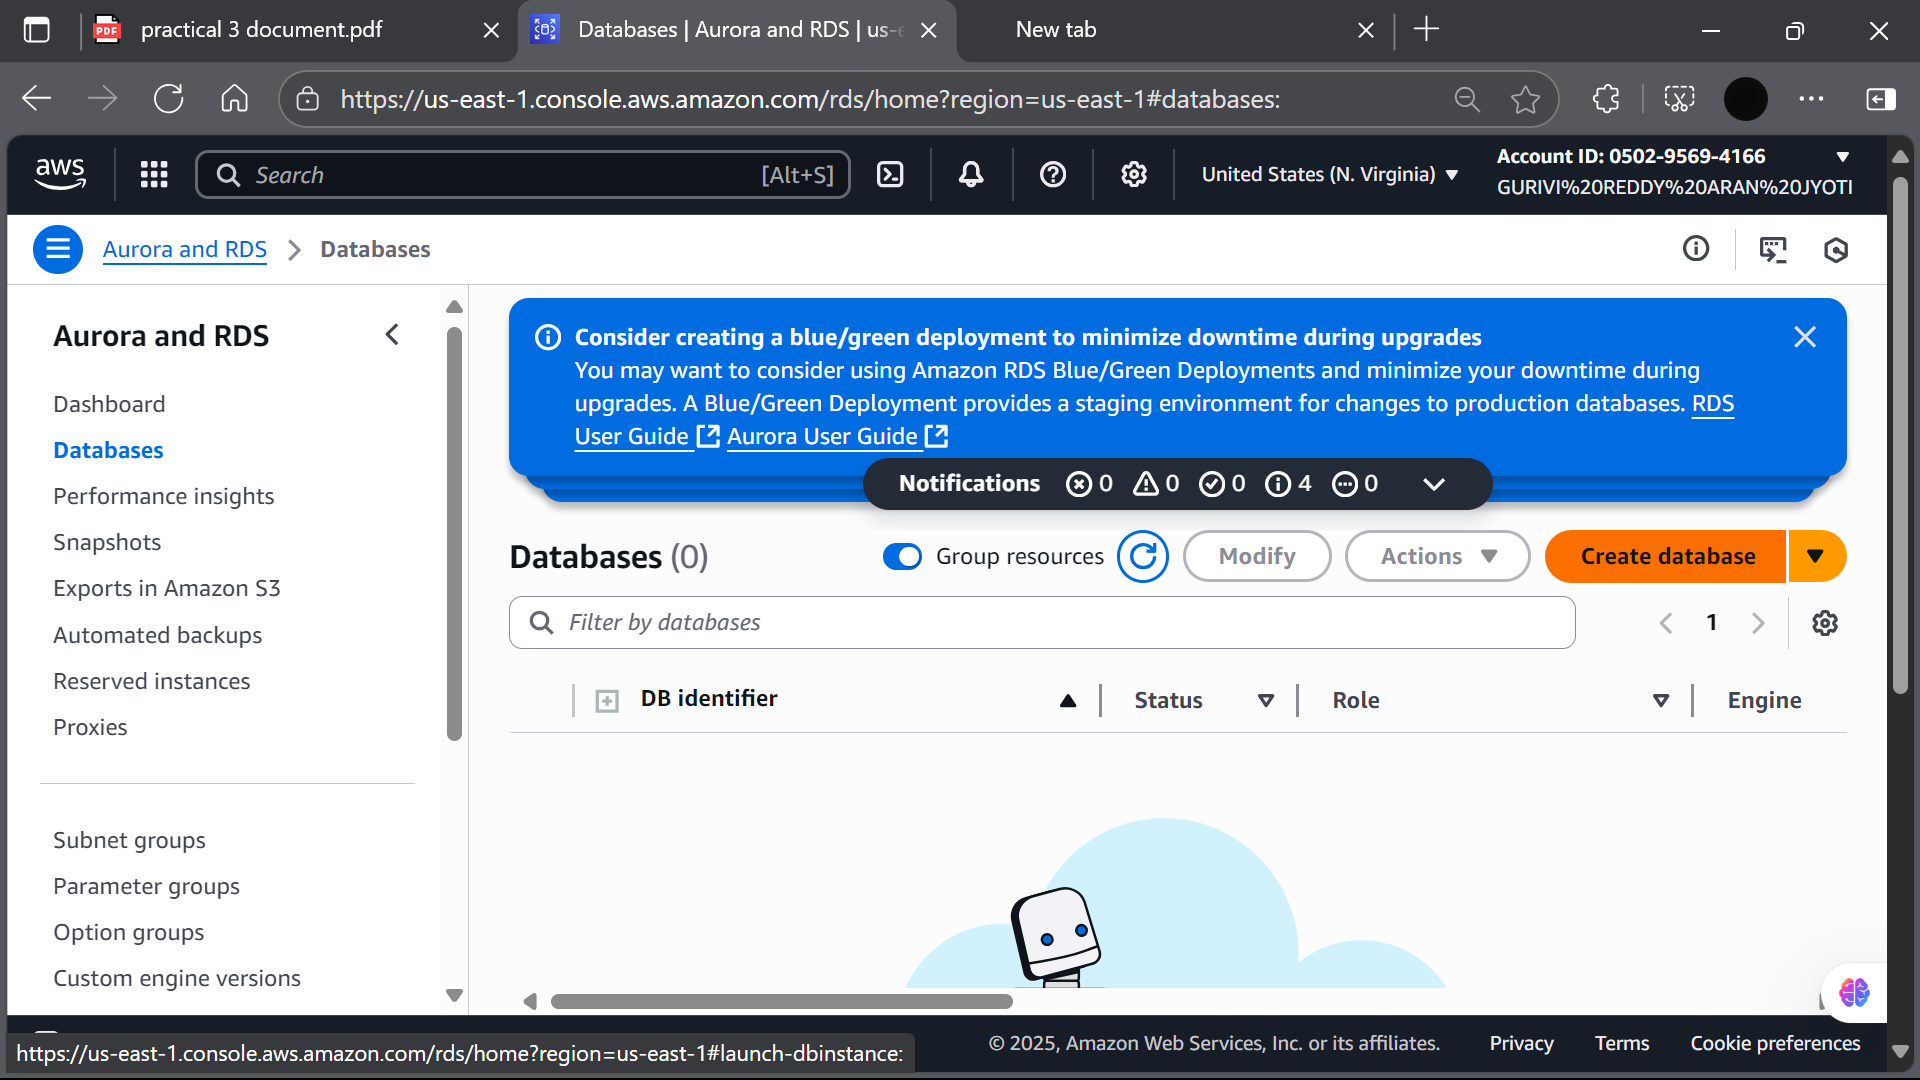 practical 3 document.pdf
Databases | Aurora and RDS | us-e
New tab
https://us-east-1.console.aws.amazon.com/rds/home?region=us-east-1#databases:
aws
Search
[Alt+S]
United States (N. Virginia)
Account ID: 0502-9569-4166
GURIVI%20REDDY%20ARAN%20JYOTI
Aurora and RDS
Databases
Aurora and RDS
Dashboard
Databases
Performance insights
Snapshots
Exports in Amazon S3
Automated backups
Reserved instances
Proxies
Subnet groups
Parameter groups
Option groups
Custom engine versions
Consider creating a blue/green deployment to minimize downtime during upgrades
You may want to consider using Amazon RDS Blue/Green Deployments and minimize your downtime during
upgrades. A Blue/Green Deployment provides a staging environment for changes to production databases. RDS
User Guide Aurora User Guide
Notifications 0 0 0 4 0
Databases (0)
Group resources
Modify
Actions
Create database
Filter by databases
1
DB identifier
Status
Role
Engine
© 2025, Amazon Web Services, Inc. or its affiliates.
Privacy
Terms
Cookie preferences
https://us-east-1.console.aws.amazon.com/rds/home?region=us-east-1#launch-dbinstance: